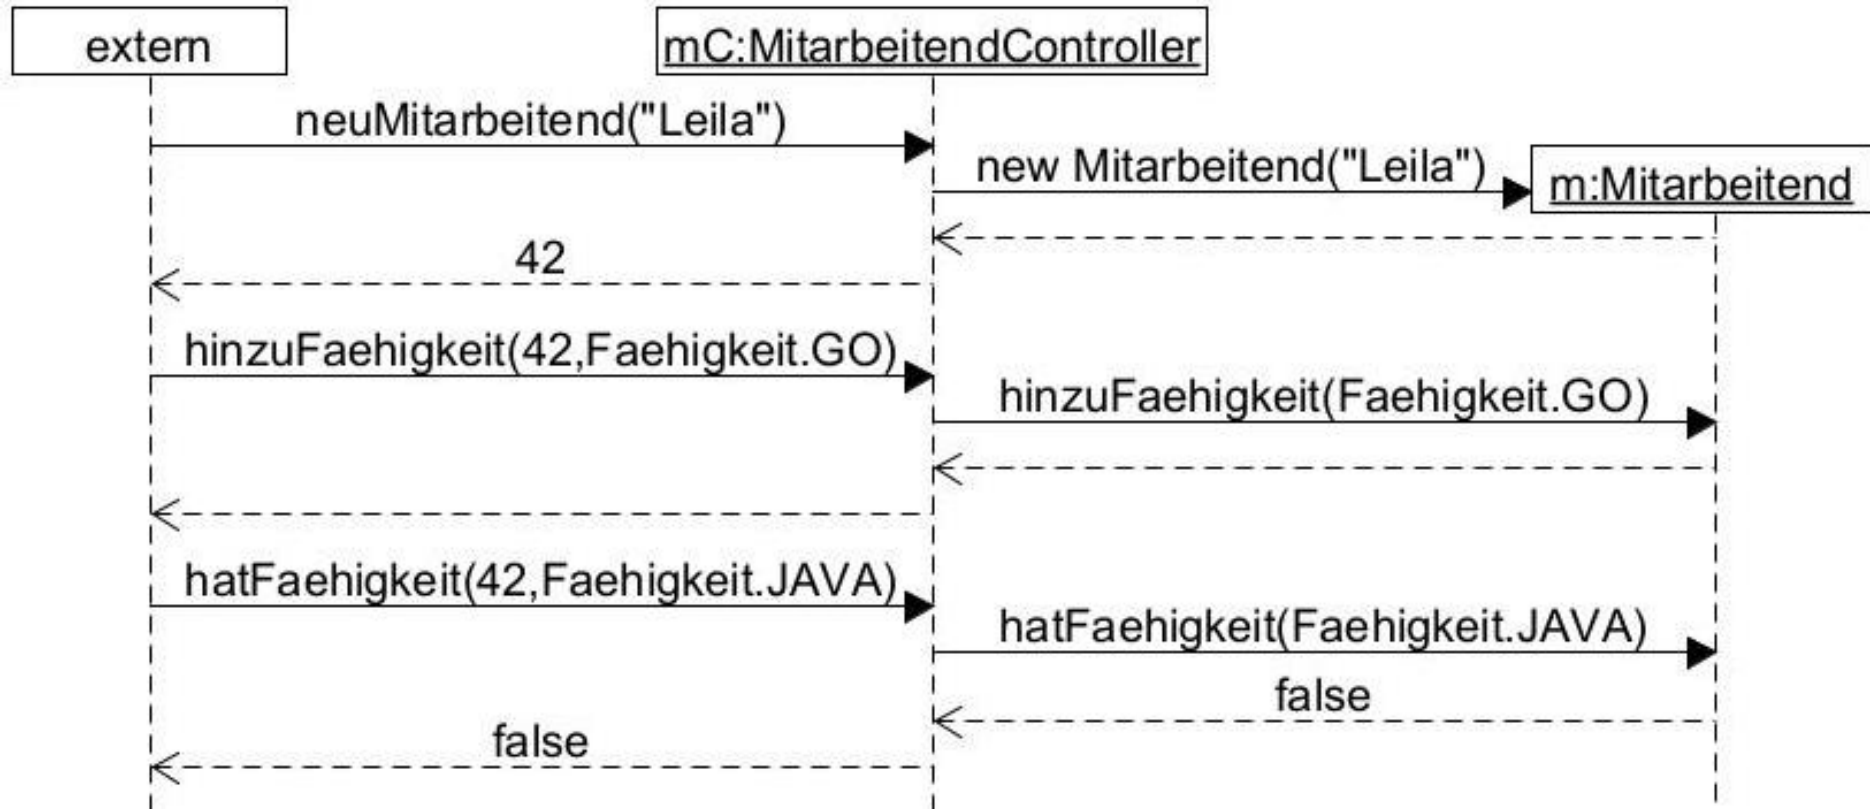 extern
mC:MitarbeitendController
neuMitarbeitend("Leila")
new Mitarbeitend("Leila")
m:Mitarbeitend
42
hinzuFaehigkeit(42,Faehigkeit.GO)
hinzuFaehigkeit(Faehigkeit.GO)
hatFaehigkeit(42,Faehigkeit.JAVA)
hatFaehigkeit(Faehigkeit.JAVA)
false
false